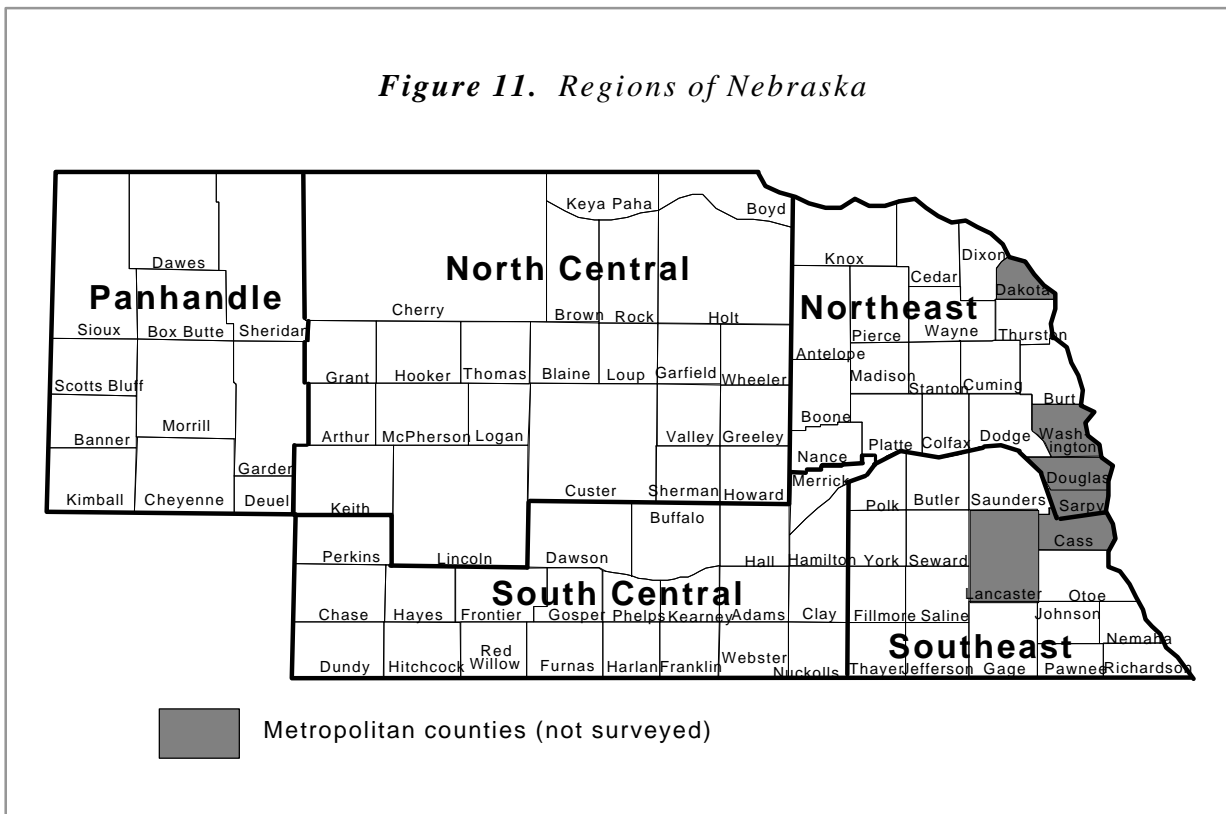 Figure 11. Regions of Nebraska
Keya Paha
Boyd
Dawes
Knox
Cedar
Dixon
Dakota
Panhandle
North Central
Northeast
Sioux
Box Butte
Sheridan
Cherry
Brown
Rock
Holt
Antelope
Pierce
Wayne
Thurston
Scotts Bluff
Grant
Hooker
Thomas
Blaine
Loup
Garfield
Wheeler
Madison
Stanton
Cuming
Burt
Banner
Morrill
Garden
Arthur
McPherson
Logan
Valley
Greeley
Boone
Nance
Platte
Colfax
Dodge
Wash
ington
Kimball
Cheyenne
Deuel
Keith
Lincoln
Custer
Sherman
Howard
Merrick
Polk
Butler
Saunders
Douglas
Sarpy
Cass
Perkins
Dawson
Buffalo
Hall
Hamilton
York
Seward
Lancaster
Otoe
South Central
Chase
Hayes
Frontier
Gosper
Phelps
Kearney
Adams
Clay
Fillmore
Saline
Johnson
Nemaha
Southeast
Dundy
Hitchcock
Red
Willow
Furnas
Harlan
Franklin
Webster
Nuckolls
Thayer
Jefferson
Gage
Pawnee
Richardson
Metropolitan counties (not surveyed)